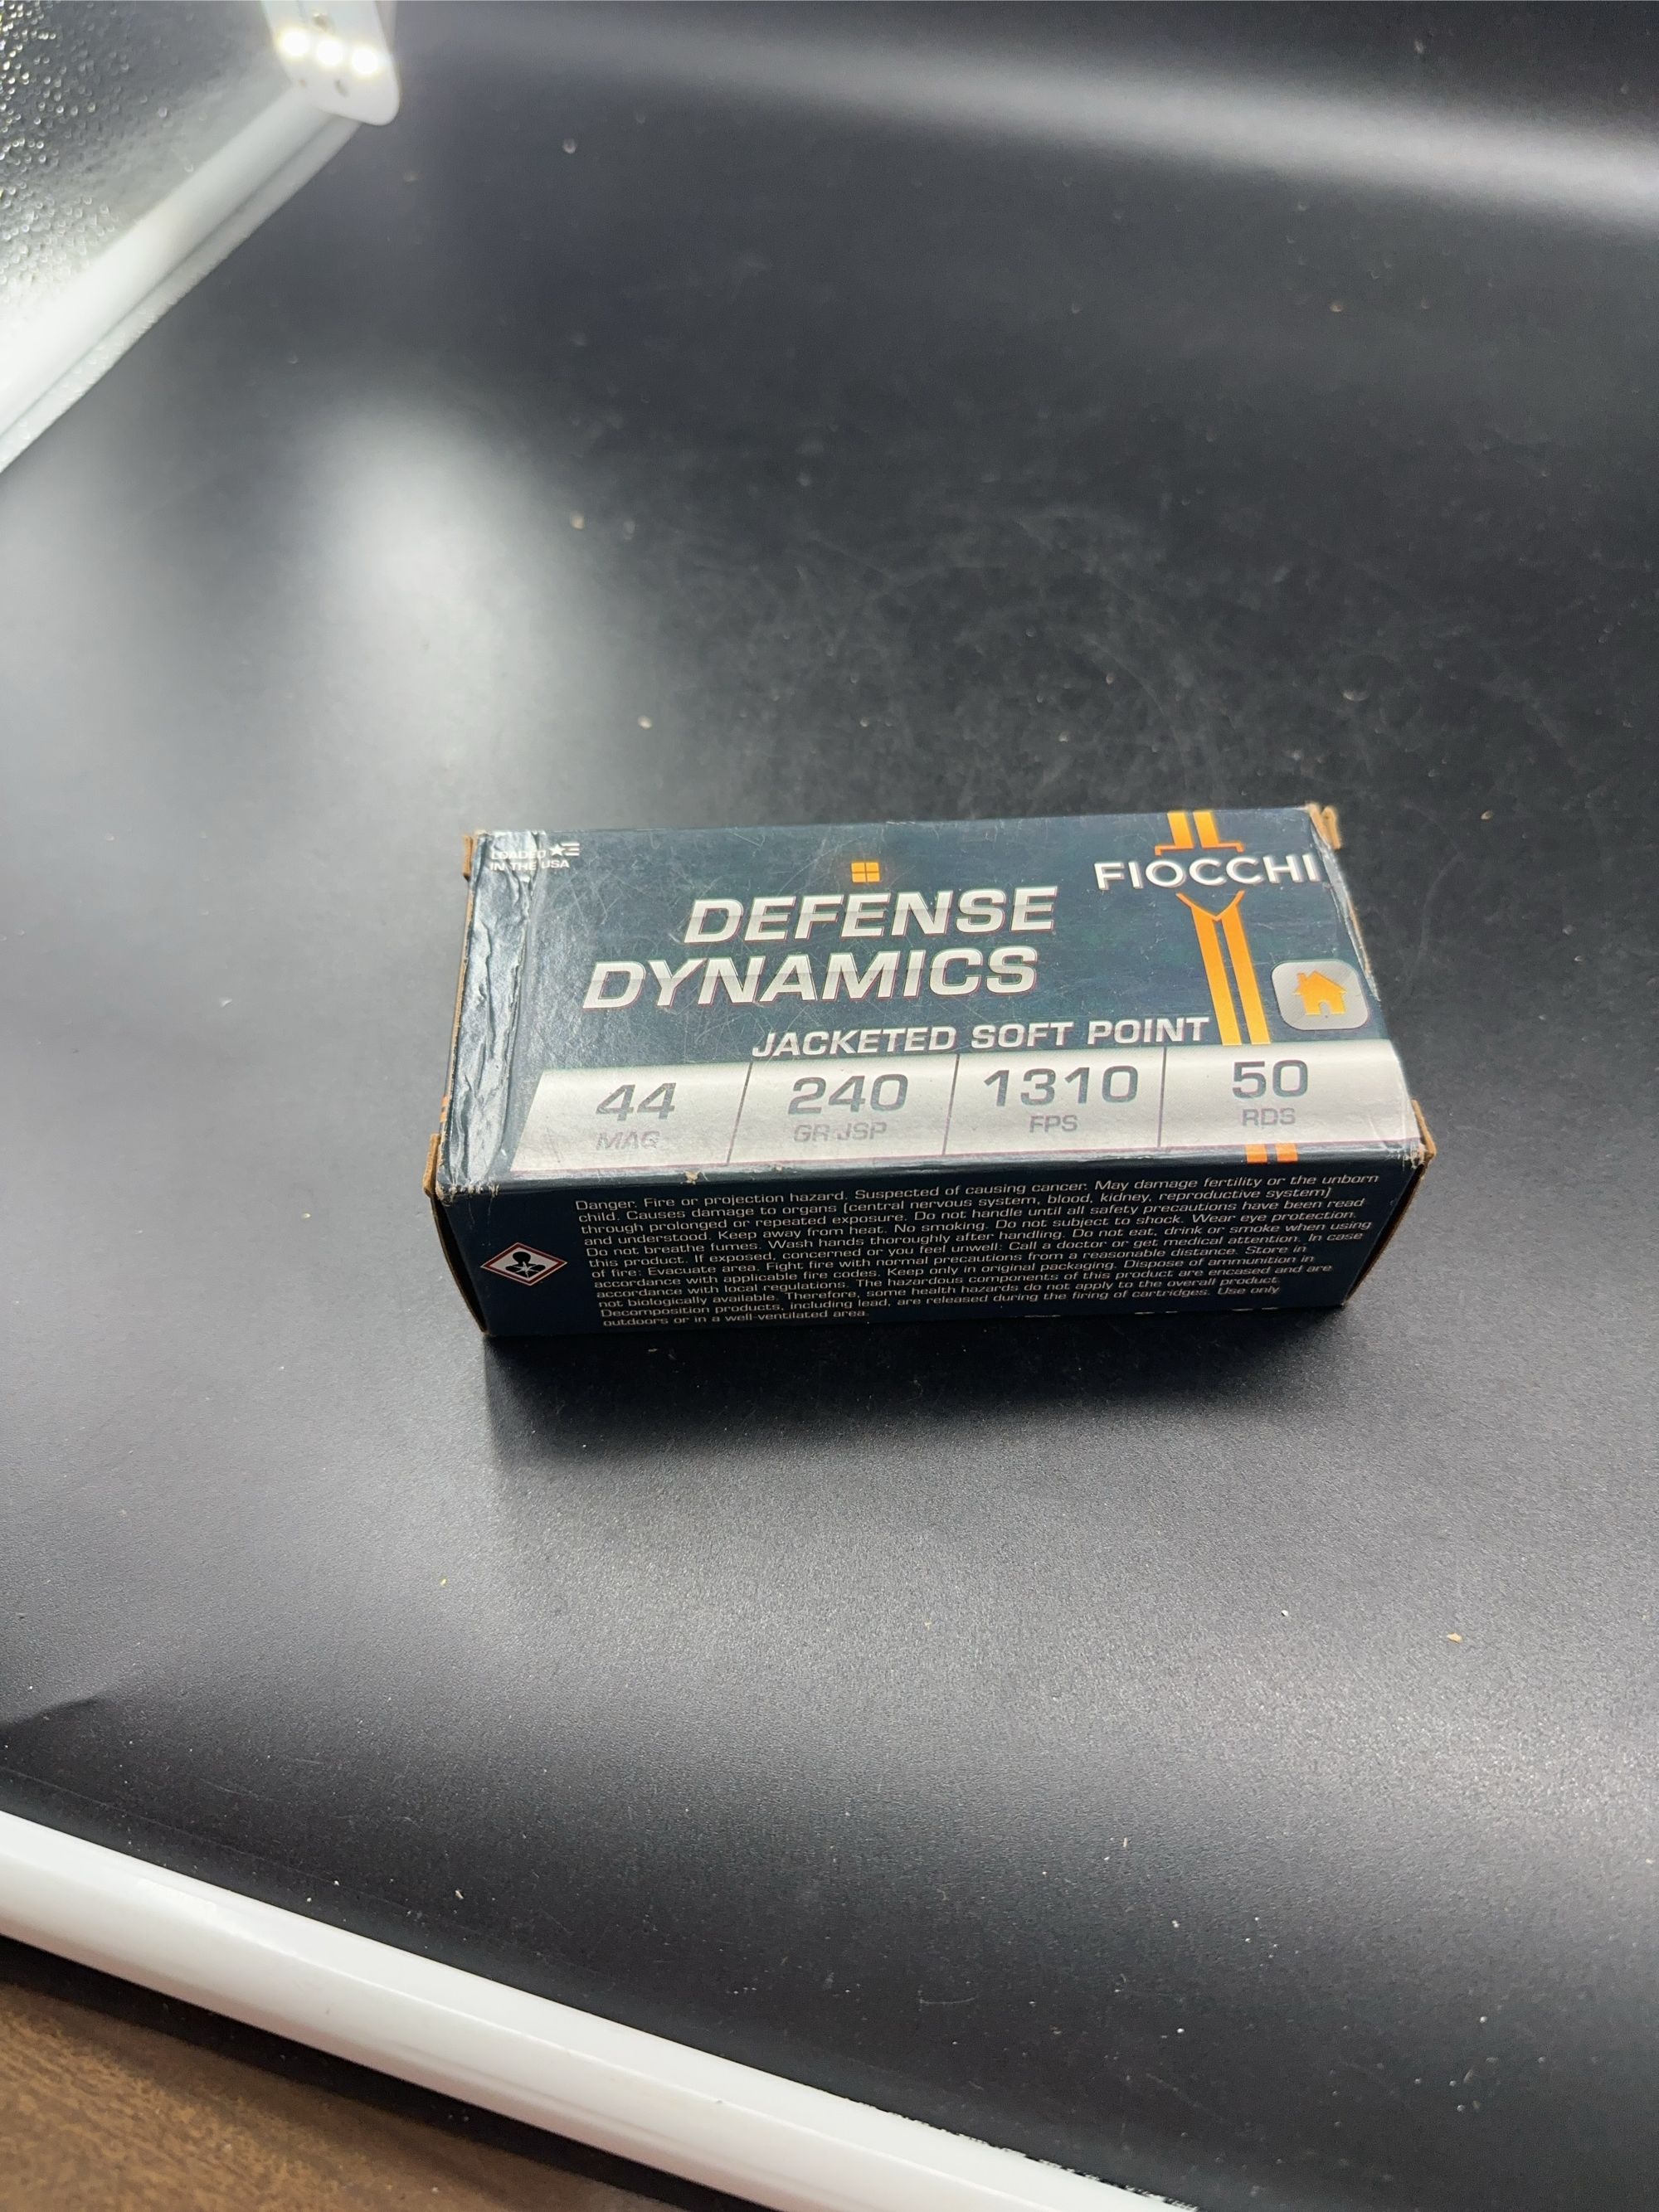 LOADED
IN THE USA
FIOCCHI
DEFENSE
DYNAMICS
JACKETED SOFT POINT
44
MAG
240
GR JSP
1310
FPS
50
RDS
Danger. Fire or projection hazard. Suspected of causing cancer. May damage fertility or the unborn
child. Causes damage to organs (central nervous system, blood, kidney, reproductive system)
through prolonged or repeated exposure. Do not handle until all safety precautions have been read
and understood. Keep away from heat. No smoking. Do not subject to shock. Wear eye protection.
Do not breathe fumes. Wash hands thoroughly after handling. Do not eat, drink or smoke when using
this product. If exposed, concerned or you feel unwell: Call a doctor or get medical attention. In case
of fire: Evacuate area. Fight fire with normal precautions from a reasonable distance. Store in
accordance with applicable fire codes. Keep only in original packaging. Dispose of ammunition in
accordance with local regulations. The hazardous components of this product are encased and are
not biologically available. Therefore, some health hazards do not apply to the overall product.
Decomposition products, including lead, are released during the firing of cartridges. Use only
outdoors or in a well-ventilated area.